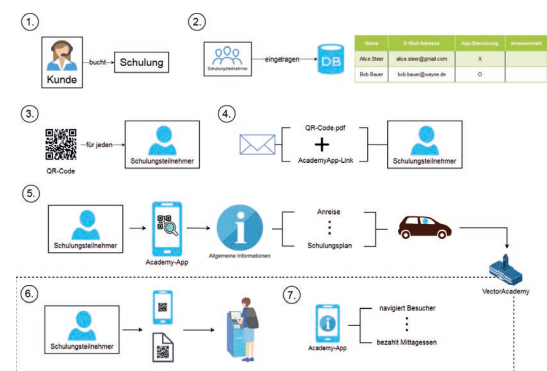 1.
Kunde
bucht
Schulung
2.
Schulungsteilnehmer
eingetragen
DB
Name E-Mail-Adresse App-Benutzung Anwesenheit
Alice Steer alice.steer@gmail.com X
Bob Bauer bob.bauer@wayne.de O
3.
QR-Code
für jeden
Schulungsteilnehmer
4.
QR-Code.pdf
+
AcademyApp-Link
Schulungsteilnehmer
5.
Schulungsteilnehmer
Academy-App
Allgemeine Informationen
Anreise
Schulungsplan
VectorAcademy
6.
Schulungsteilnehmer
7.
Academy-App
navigiert Besucher
bezahlt Mittagessen